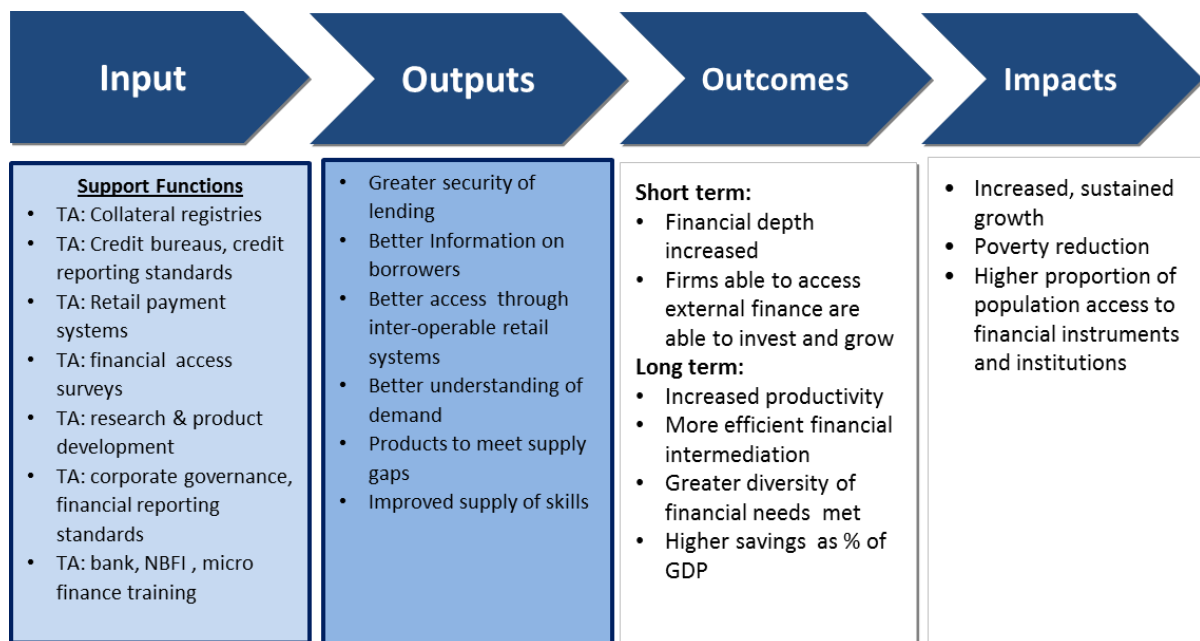 Input
Outputs
Outcomes
Impacts
Support Functions
• TA: Collateral registries
• TA: Credit bureaus, credit
reporting standards
• TA: Retail payment
systems
• TA: financial access
surveys
• TA: research & product
development
• TA: corporate governance,
financial reporting
standards
• TA: bank, NBFI , micro
finance training
• Greater security of
lending
• Better Information on
borrowers
• Better access through
inter-operable retail
systems
• Better understanding of
demand
• Products to meet supply
gaps
• Improved supply of skills
Short term:
• Financial depth
increased
• Firms able to access
external finance are
able to invest and grow
Long term:
• Increased productivity
• More efficient financial
intermediation
• Greater diversity of
financial needs met
• Higher savings as % of
GDP
• Increased, sustained
growth
• Poverty reduction
• Higher proportion of
population access to
financial instruments
and institutions